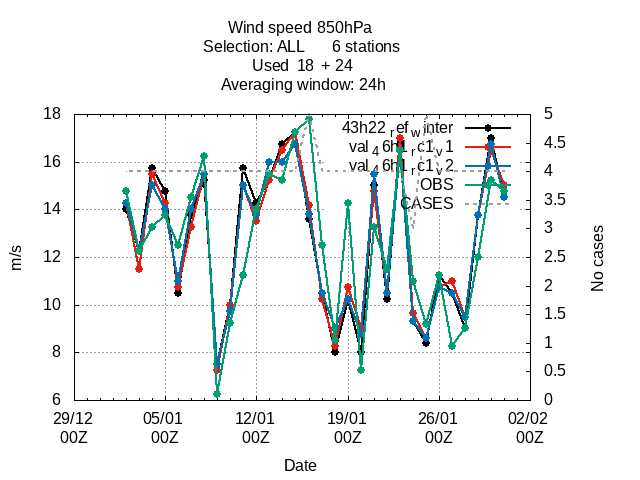 Wind speed 850hPa
Selection: ALL 6 stations
Used 18 + 24
Averaging window: 24h
18 5
43h22ref_winter
4.5
val46h1rc1v1
16 4
val46h1rc1v2
OBS
14 3.5
CASES
3
12 2.5
m/s
No cases
2
10 1.5
8 1
0.5
6 0
29/12 05/01 12/01 19/01 26/01 02/02
00Z 00Z 00Z 00Z 00Z 00Z
Date